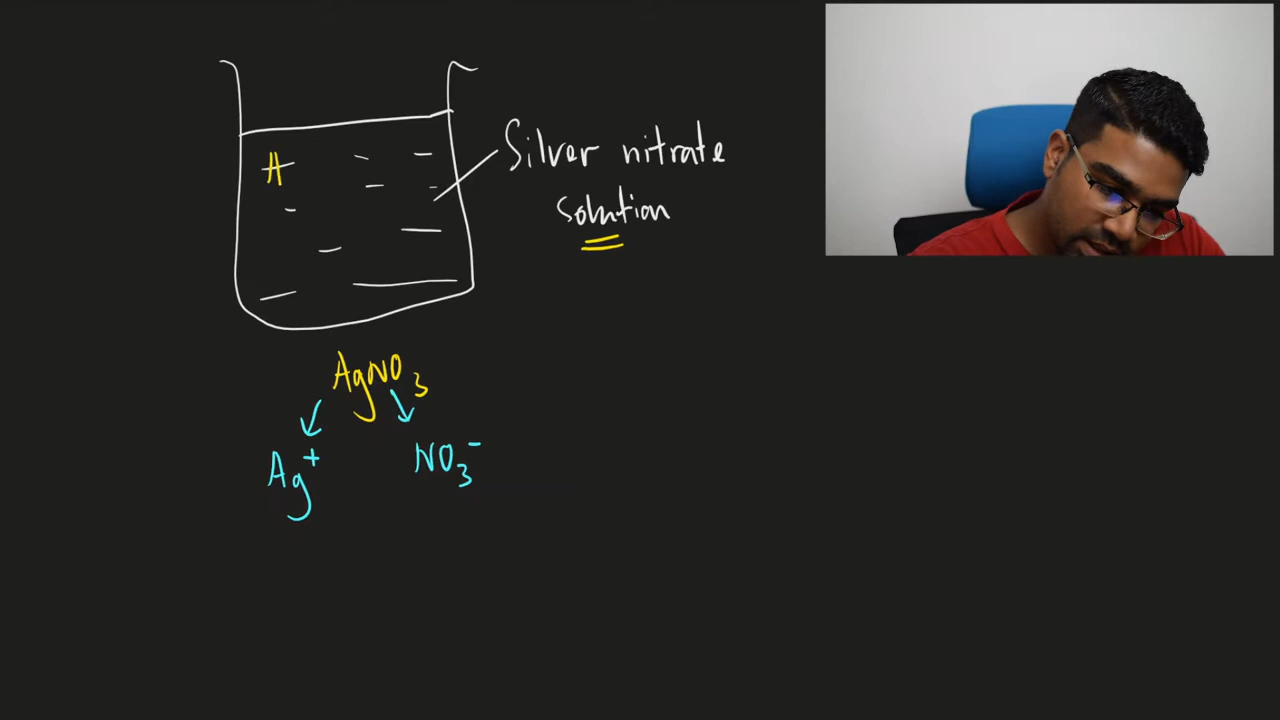 Silver nitrate
solution
H
AgNO₃
Ag⁺ NO₃⁻